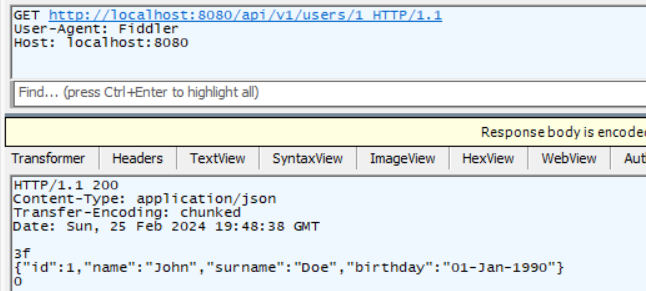 GET http://localhost:8080/api/v1/users/1 HTTP/1.1
User-Agent: Fiddler
Host: localhost:8080
Find... (press Ctrl+Enter to highlight all)
Response body is encode
Transformer Headers TextView SyntaxView ImageView HexView WebView Aut
HTTP/1.1 200
Content-Type: application/json
Transfer-Encoding: chunked
Date: Sun, 25 Feb 2024 19:48:38 GMT
3f
{"id":1,"name":"John","surname":"Doe","birthday":"01-Jan-1990"}
0